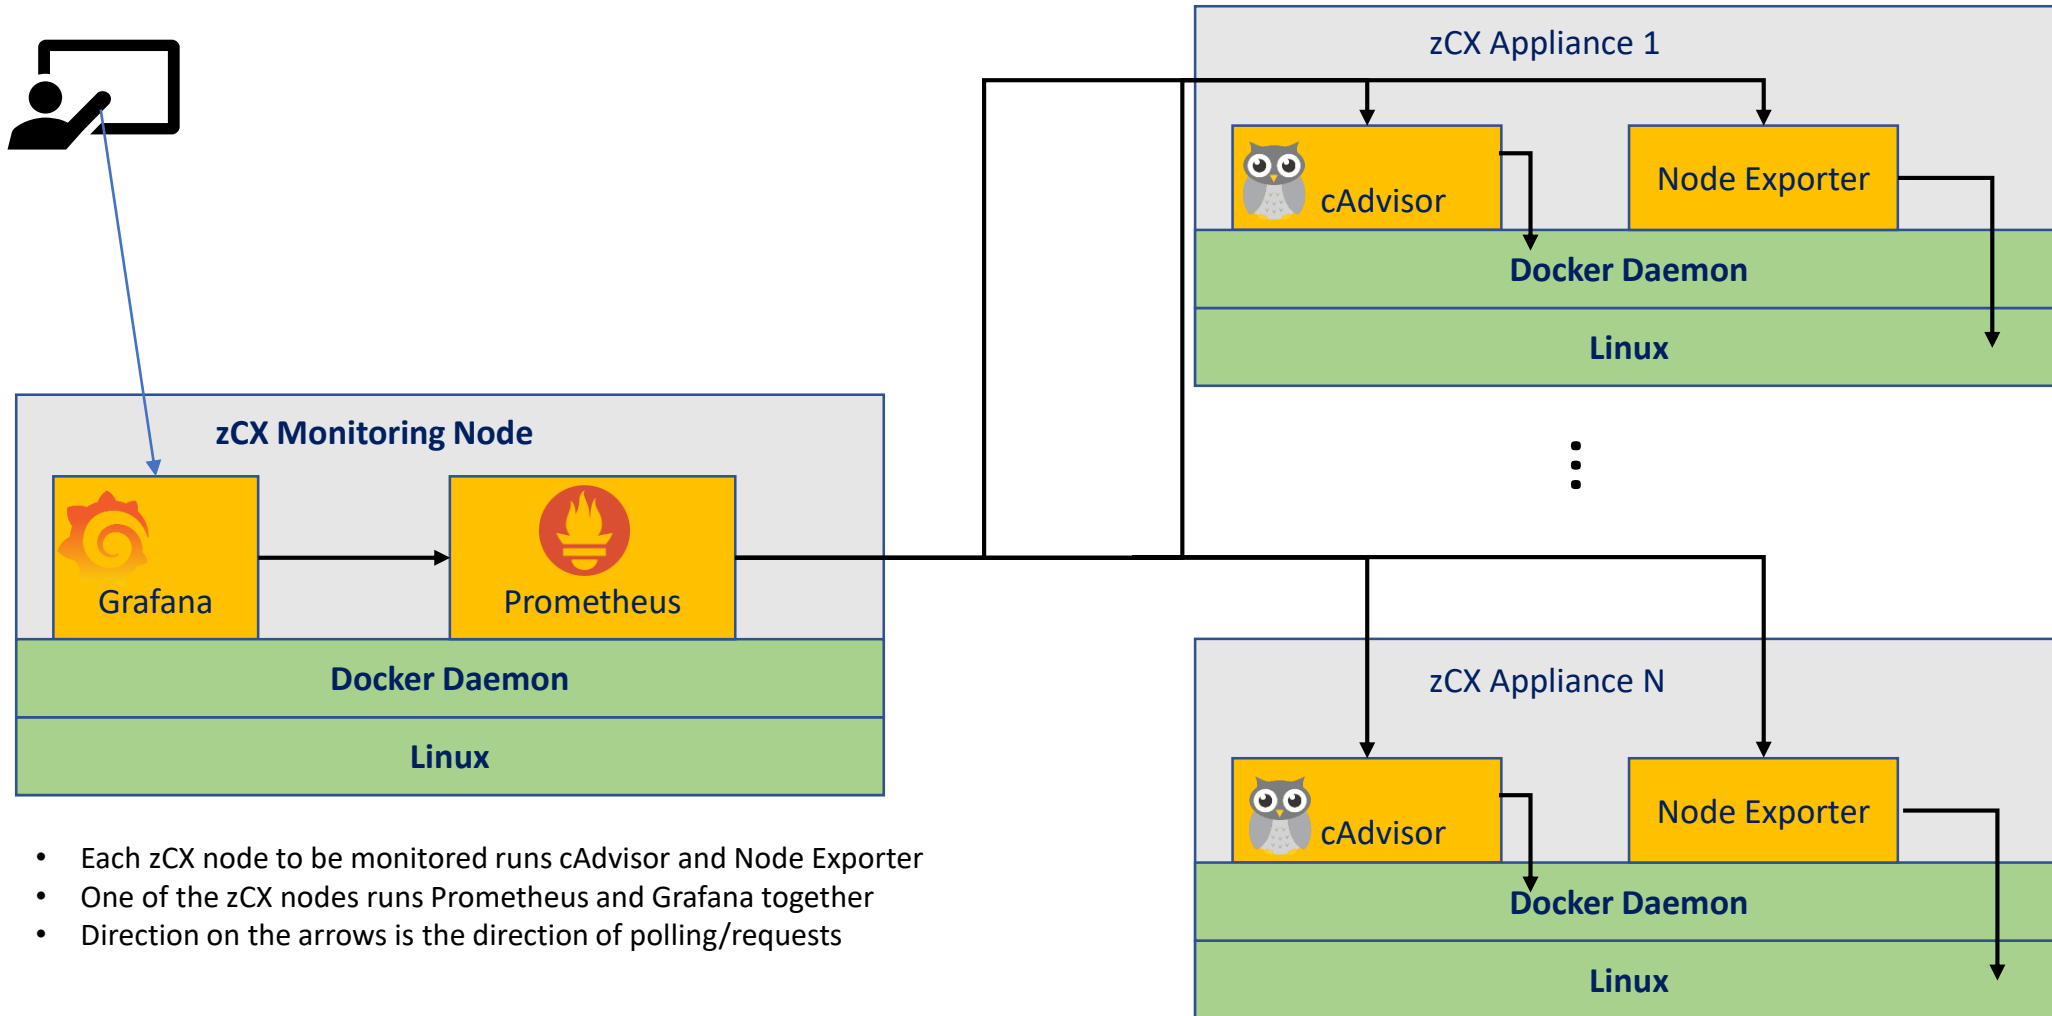 zCX Appliance 1
cAdvisor
Node Exporter
Docker Daemon
Linux
zCX Monitoring Node
Grafana
Prometheus
Docker Daemon
Linux
zCX Appliance N
cAdvisor
Node Exporter
Docker Daemon
Linux
• Each zCX node to be monitored runs cAdvisor and Node Exporter
• One of the zCX nodes runs Prometheus and Grafana together
• Direction on the arrows is the direction of polling/requests